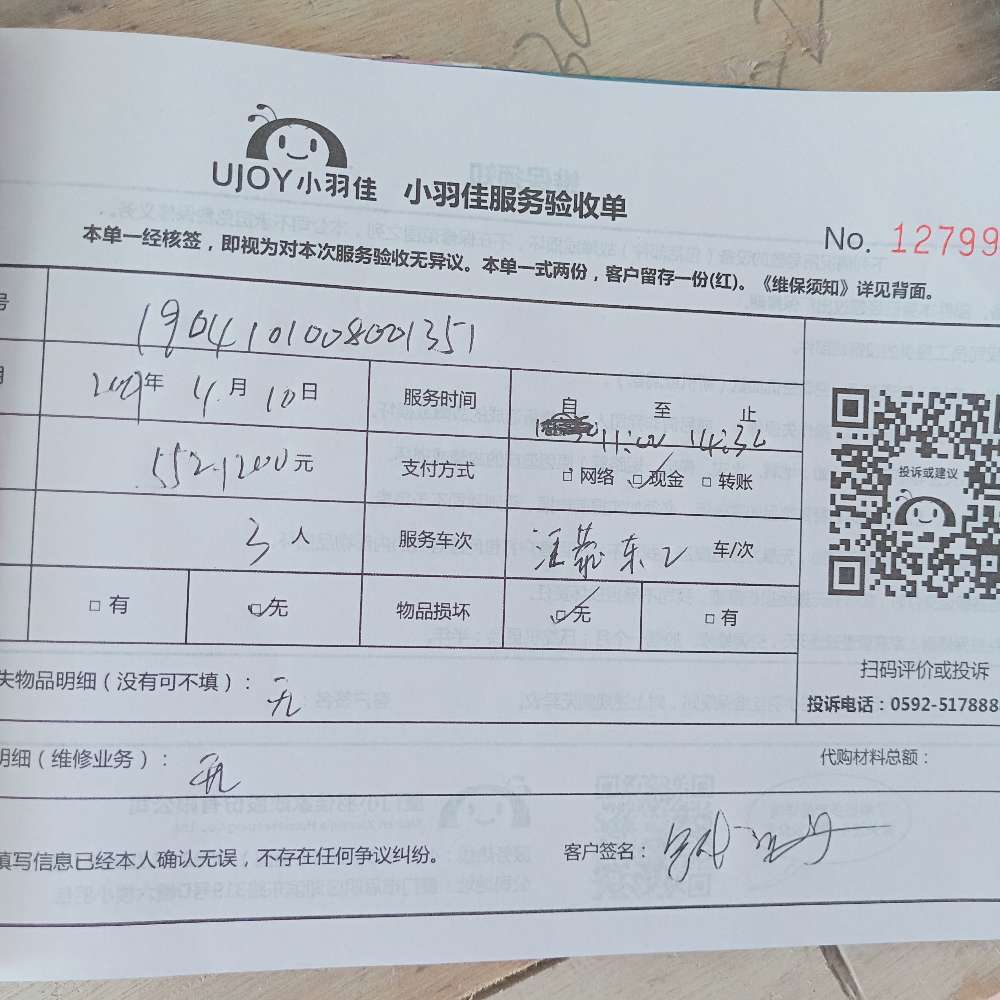 UJOY小羽佳 小羽佳服务验收单
No. 12799
本单一经核签，即视为对本次服务验收无异议。本单一式两份，客户留存一份(红)。《维保须知》详见背面。
号 1904101008001351
年 4月 10日 服务时间 自 至 止
11:00 14:32
元 支付方式 □网络 ☑现金 □转账
投诉或建议
3人 服务车次 车/次
□有 ☑无 物品损坏 ☑无 □有
扫码评价或投诉
失物品明细（没有可不填）： 无
投诉电话：0592-517888
明细（维修业务）： 无 代购材料总额：
填写信息已经本人确认无误，不存在任何争议纠纷。 客户签名：